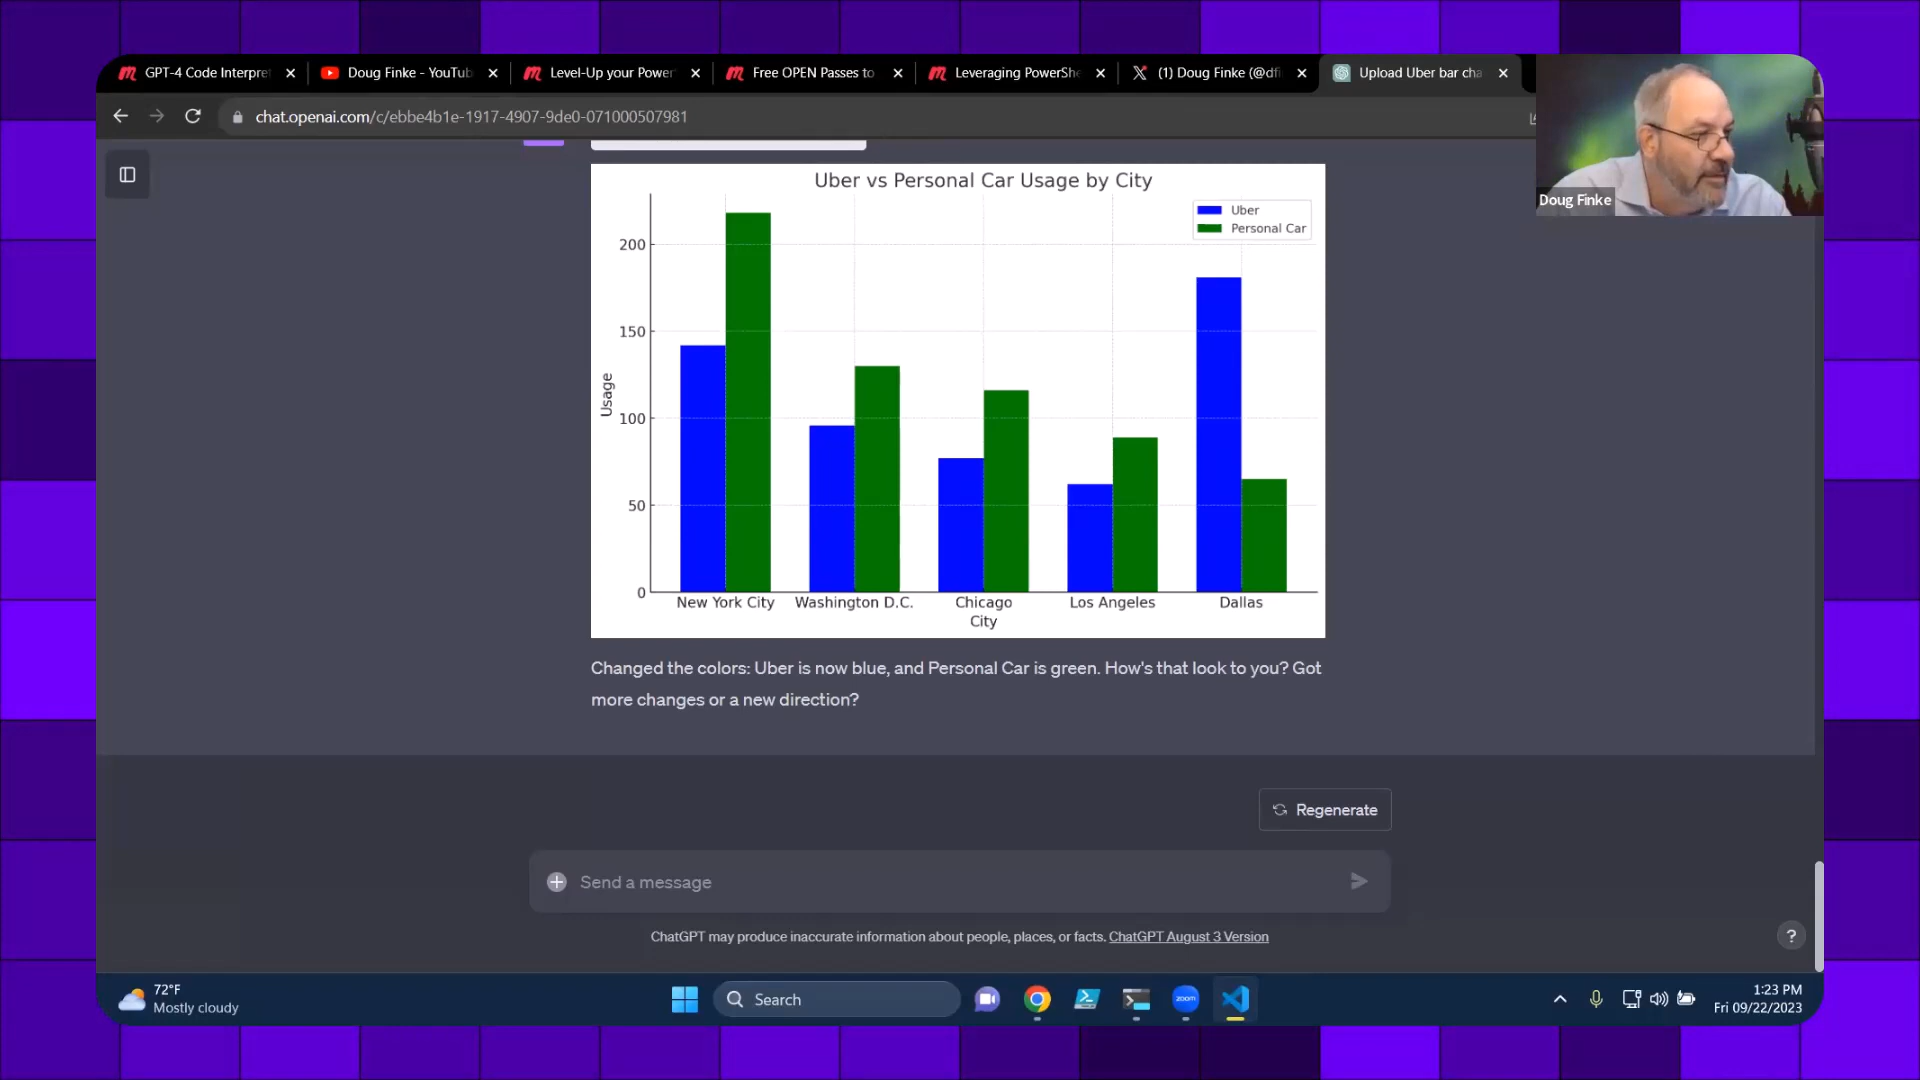 GPT-4 Code Interpre
Doug Finke - YouTub
Level-Up your Power
Free OPEN Passes to
Leveraging PowerShe
(1) Doug Finke (@dfi
Upload Uber bar cha
chat.openai.com/c/ebbe4b1e-1917-4907-9de0-071000507981
Doug Finke
Uber vs Personal Car Usage by City
Uber
Personal Car
200
150
100
50
0
Usage
New York City Washington D.C. Chicago Los Angeles Dallas
City
Changed the colors: Uber is now blue, and Personal Car is green. How's that look to you? Got
more changes or a new direction?
Regenerate
Send a message
ChatGPT may produce inaccurate information about people, places, or facts. ChatGPT August 3 Version
?
72°F
Mostly cloudy
Search
zoom
1:23 PM
Fri 09/22/2023